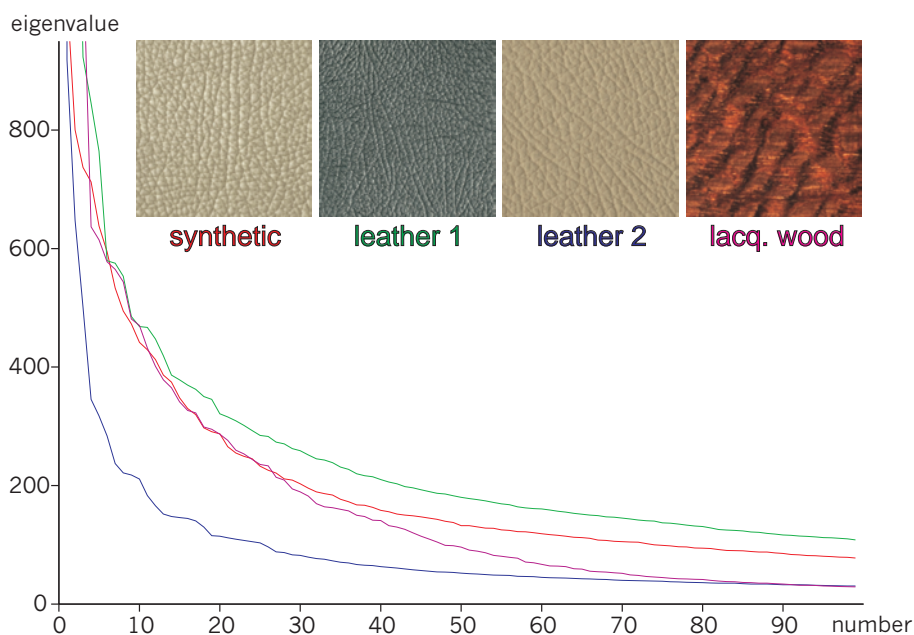 eigenvalue
800
600
400
200
0
synthetic
leather 1
leather 2
lacq. wood
0 10 20 30 40 50 60 70 80 90 number